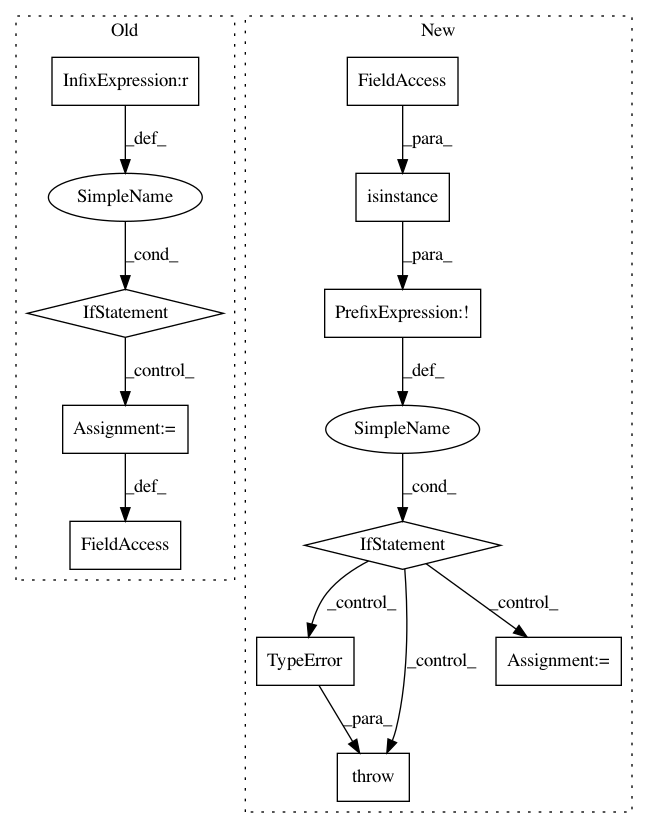 Old
InfixExpression:r
_def_
SimpleName
_cond_
IfStatement
_control_
Assignment:=
_def_
FieldAccess
New
FieldAccess
_para_
isinstance
_para_
PrefixExpression:!
_def_
SimpleName
_cond_
IfStatement
_control_
_control_
_control_
TypeError
Assignment:=
_para_
throw